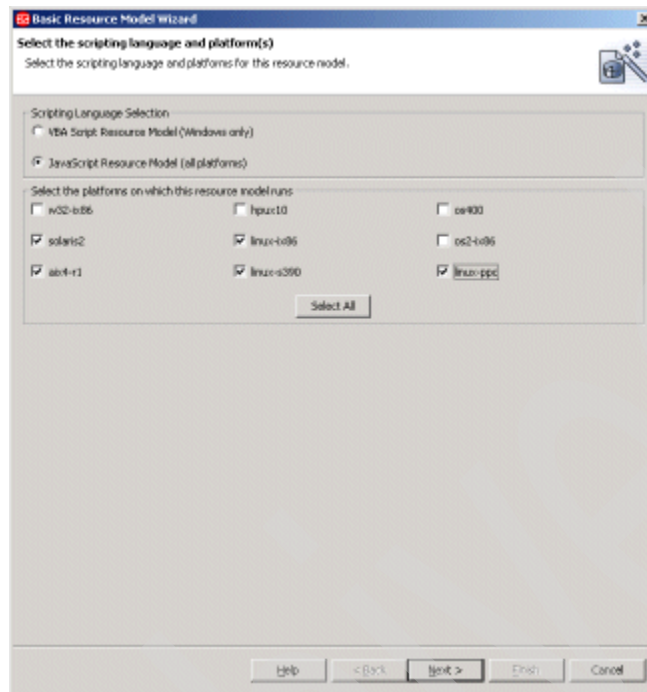 Basic Resource Model Wizard
Select the scripting language and platform(s)
Select the scripting language and platforms for this resource model.
Scripting Language Selection
VBA Script Resource Model (Windows only)
JavaScript Resource Model (all platforms)
Select the platforms on which this resource model runs
w32-ix86 hpux10 os400
solaris2 linux-ix86 os2-ix86
aix4-r1 linux-s390 linux-ppc
Select All
Help < Back Next > Finish Cancel